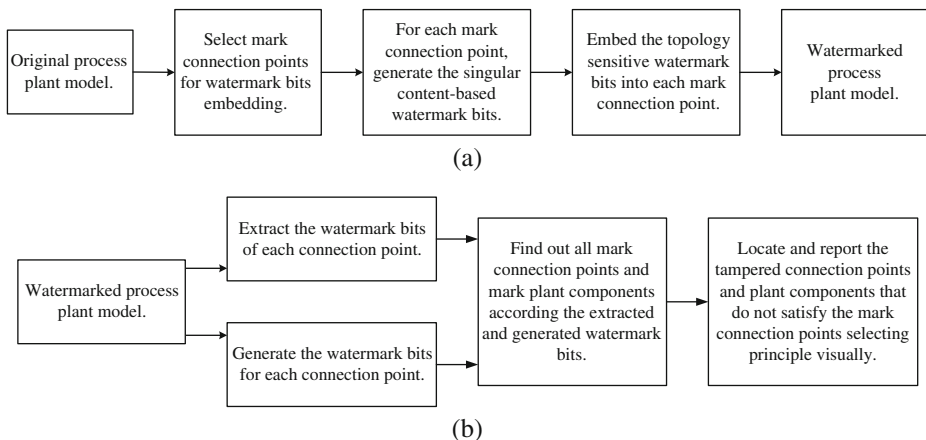 Original process
plant model.
Select mark
connection points
for watermark bits
embedding.
For each mark
connection point,
generate the singular
content-based
watermark bits.
Embed the topology
sensitive watermark
bits into each mark
connection point.
Watermarked
process
plant model.
(a)
Watermarked process
plant model.
Extract the watermark bits
of each connection point.
Generate the watermark bits
for each connection point.
Find out all mark
connection points and
mark plant components
according the extracted
and generated watermark
bits.
Locate and report the
tampered connection points
and plant components that
do not satisfy the mark
connection points selecting
principle visually.
(b)